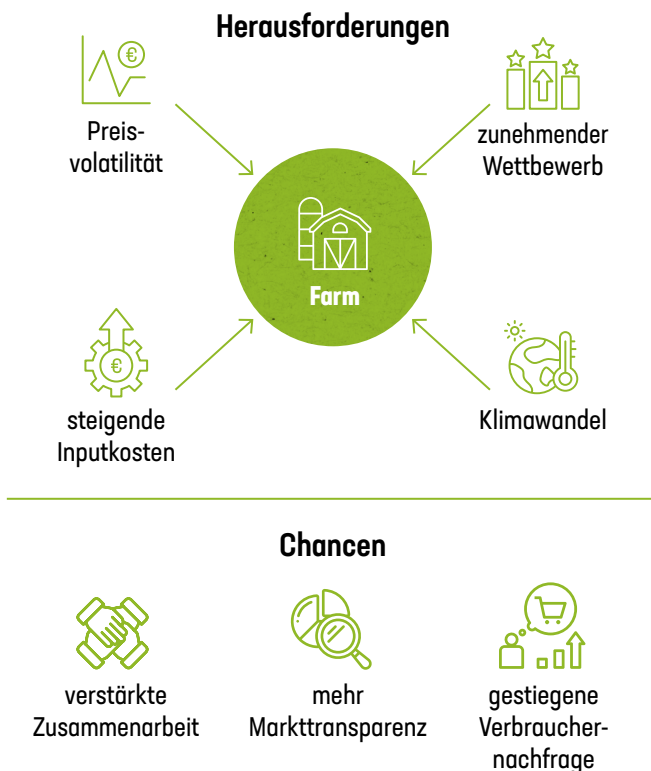 Herausforderungen
€
Preis-
volatilität
zunehmender
Wettbewerb
Farm
€
steigende
Inputkosten
Klimawandel
Chancen
verstärkte
Zusammenarbeit
mehr
Markttransparenz
gestiegene
Verbraucher-
nachfrage